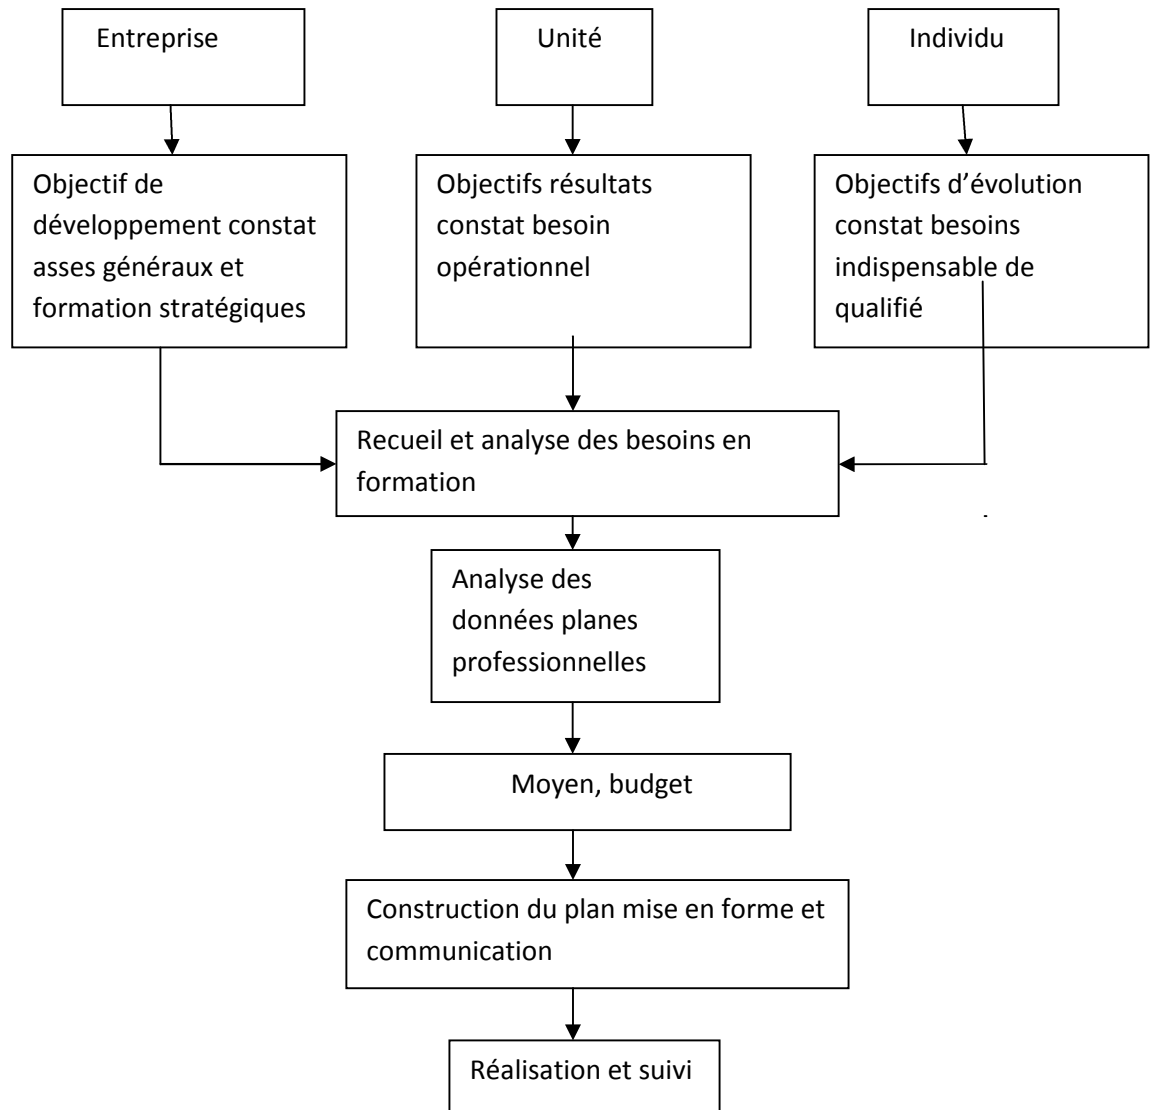 Entreprise
Unité
Individu
Objectif de
développement constat
asses généraux et
formation stratégiques
Objectifs résultats
constat besoin
opérationnel
Objectifs d’évolution
constat besoins
indispensable de
qualifié
Recueil et analyse des besoins en
formation
Analyse des
données planes
professionnelles
Moyen, budget
Construction du plan mise en forme et
communication
Réalisation et suivi